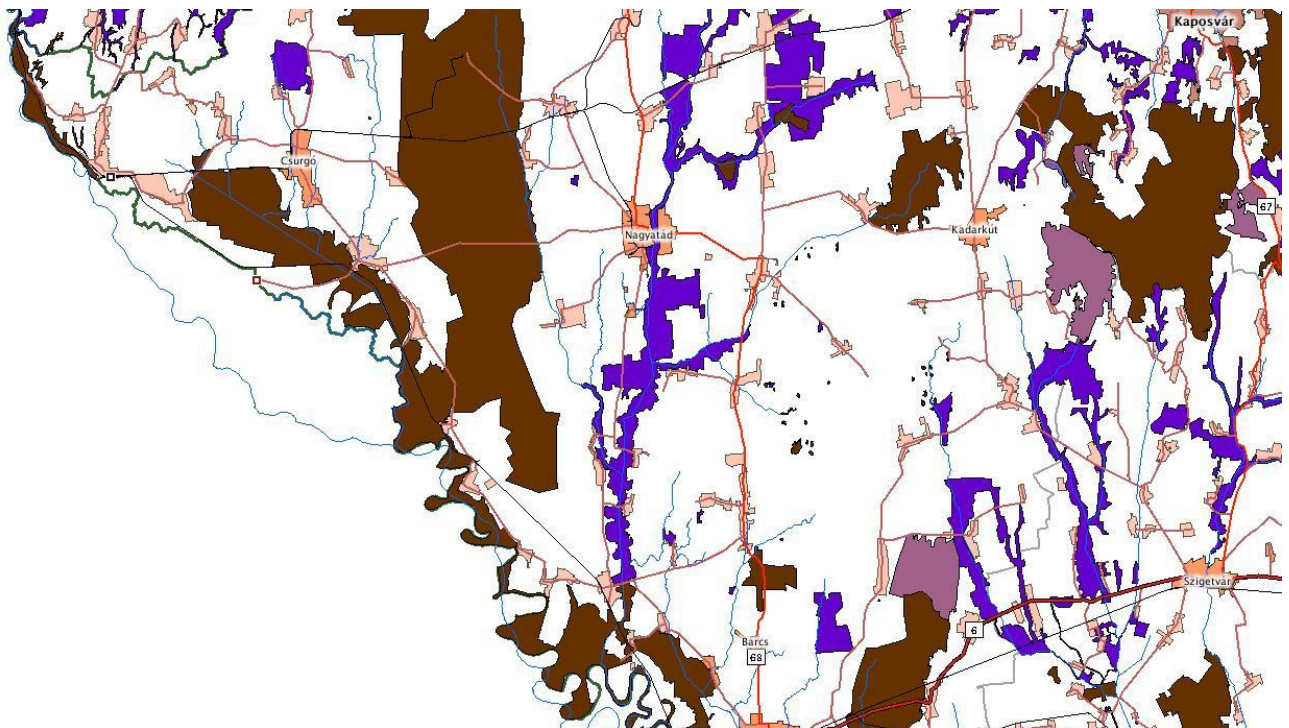 Kaposvár
Csurgó
67
Nagyatád
Kadarkút
Szigetvár
6
Barcs
68